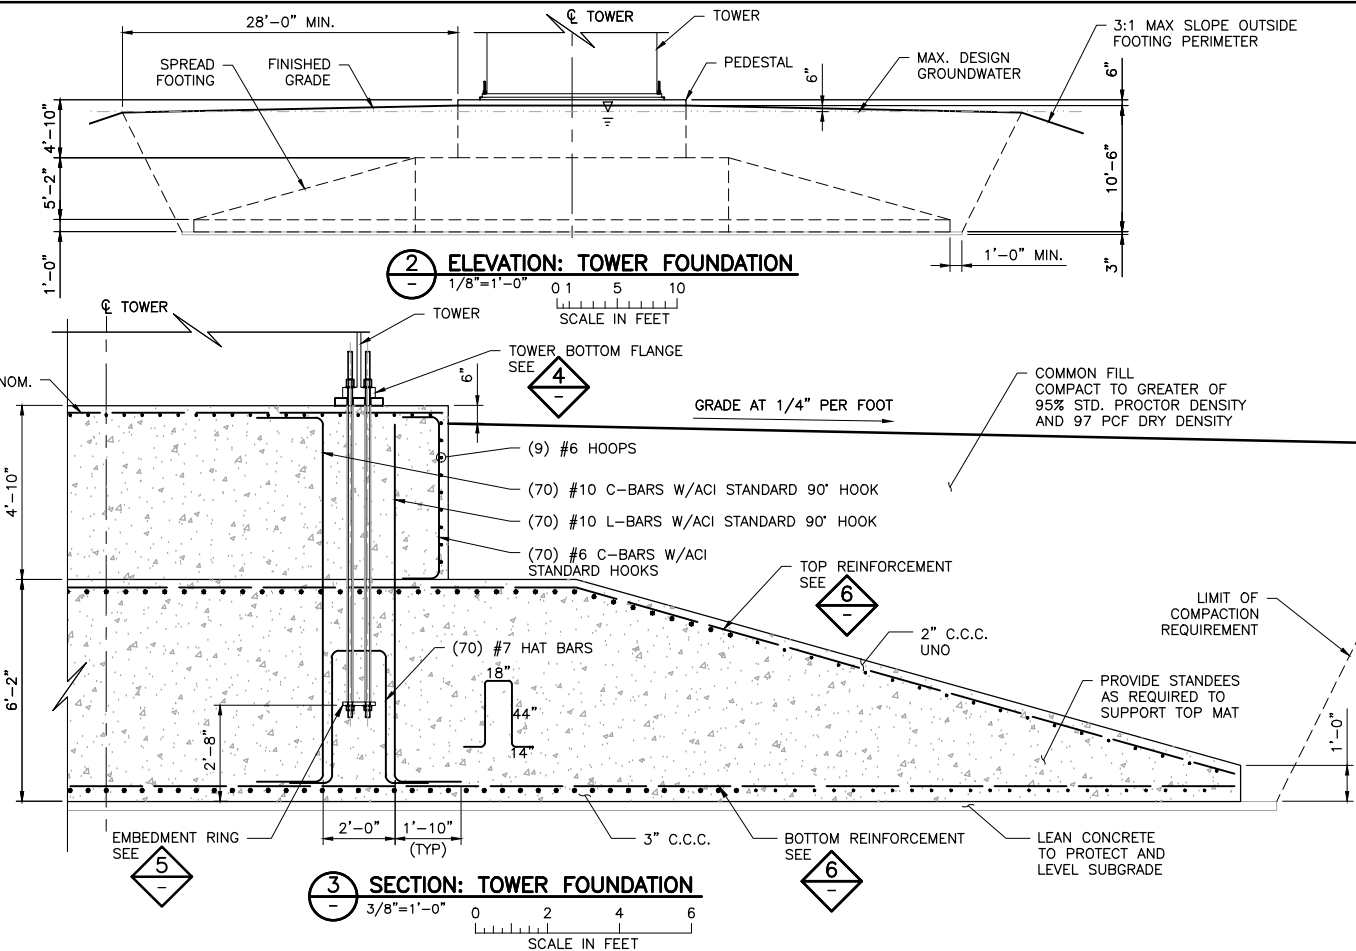 28'-0" MIN.
℄ TOWER
TOWER
3:1 MAX SLOPE OUTSIDE
FOOTING PERIMETER
SPREAD
FOOTING
FINISHED
GRADE
PEDESTAL
6"
MAX. DESIGN
GROUNDWATER
6"
4'-10"
5'-2"
1'-0"
10'-6"
3"
1'-0" MIN.
2
-
ELEVATION: TOWER FOUNDATION
1/8"=1'-0"
0 1 5 10
SCALE IN FEET
℄ TOWER
TOWER
TOWER BOTTOM FLANGE
SEE
4
-
NOM.
6"
GRADE AT 1/4" PER FOOT
COMMON FILL
COMPACT TO GREATER OF
95% STD. PROCTOR DENSITY
AND 97 PCF DRY DENSITY
(9) #6 HOOPS
(70) #10 C-BARS W/ACI STANDARD 90° HOOK
(70) #10 L-BARS W/ACI STANDARD 90° HOOK
(70) #6 C-BARS W/ACI
STANDARD HOOKS
4'-10"
6'-2"
TOP REINFORCEMENT
SEE
6
-
2" C.C.C.
UNO
LIMIT OF
COMPACTION
REQUIREMENT
(70) #7 HAT BARS
18"
44"
14"
PROVIDE STANDEES
AS REQUIRED TO
SUPPORT TOP MAT
2'-8"
1'-0"
2'-0"
1'-10"
(TYP)
EMBEDMENT RING
SEE
5
-
3" C.C.C.
BOTTOM REINFORCEMENT
SEE
6
-
LEAN CONCRETE
TO PROTECT AND
LEVEL SUBGRADE
3
-
SECTION: TOWER FOUNDATION
3/8"=1'-0"
0 2 4 6
SCALE IN FEET